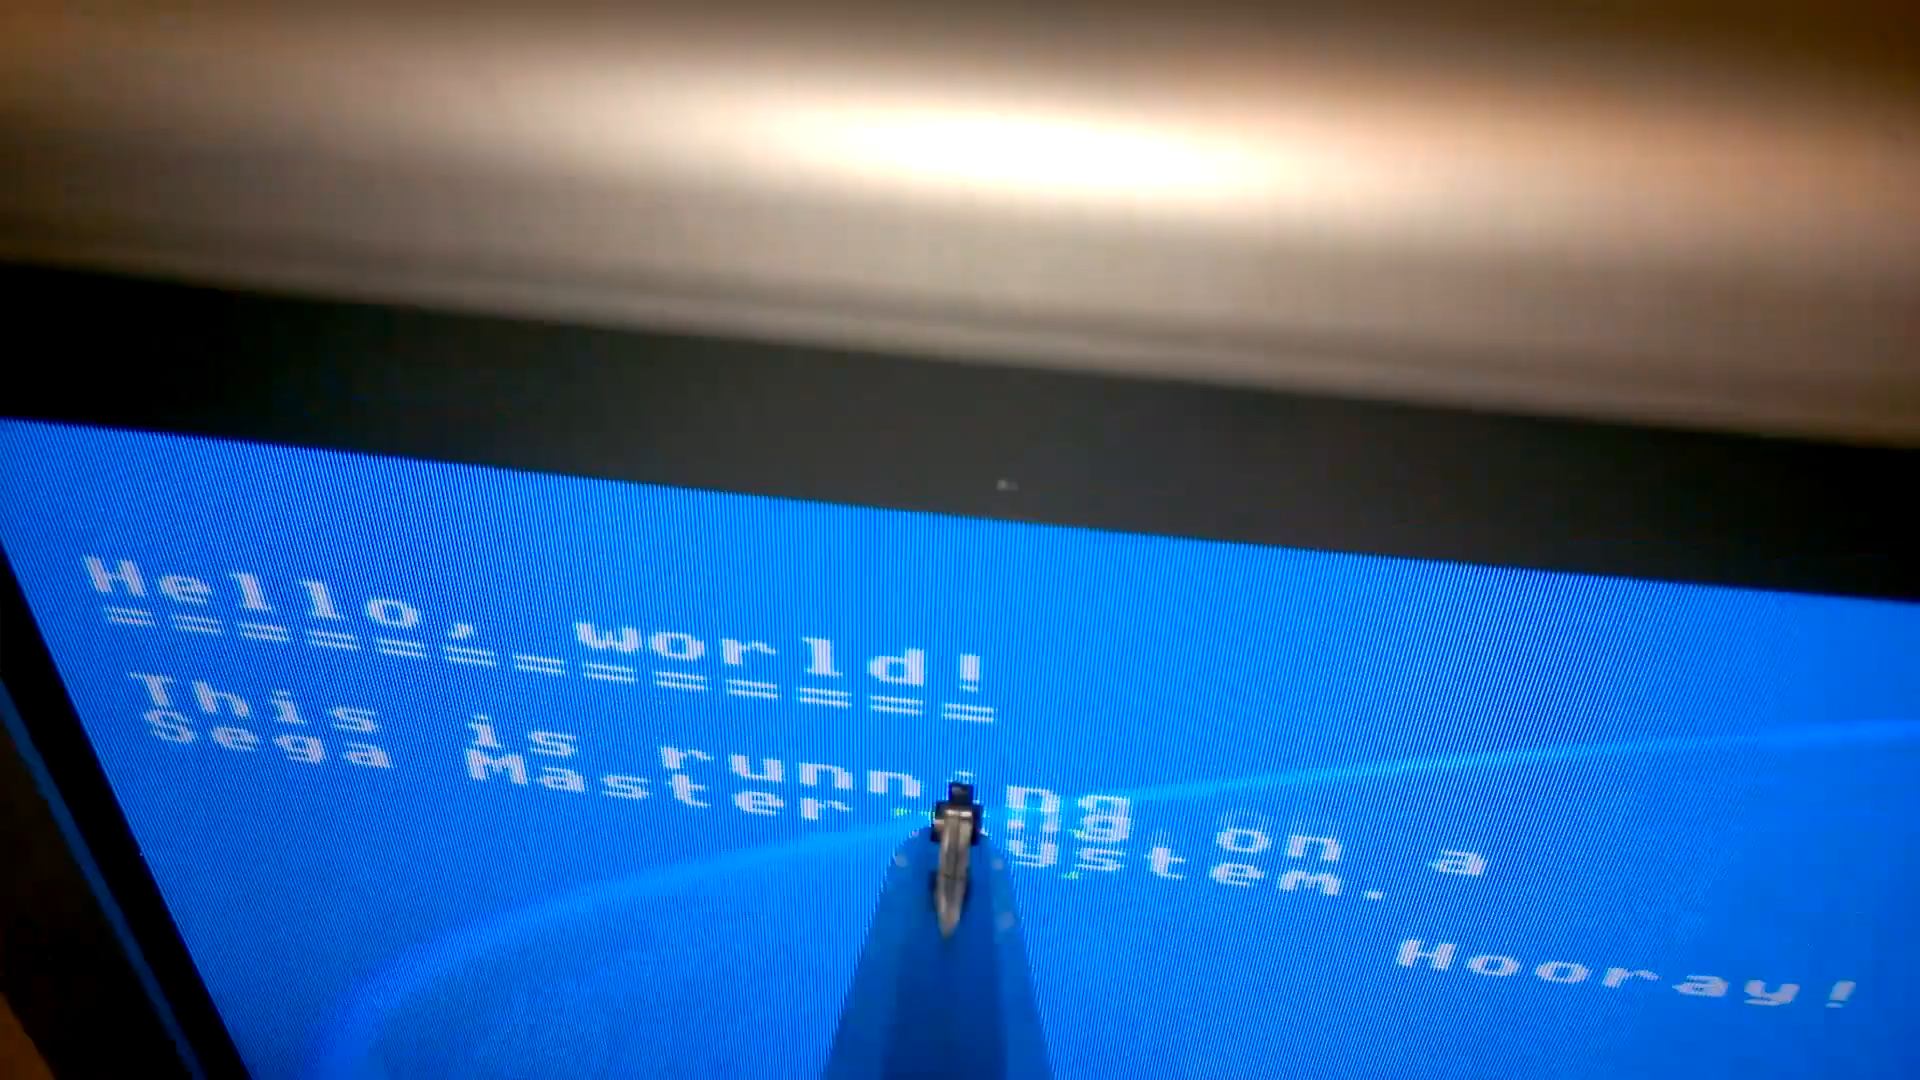 Hello, world!
=============
This is running on a
Sega Master System.
Hooray!